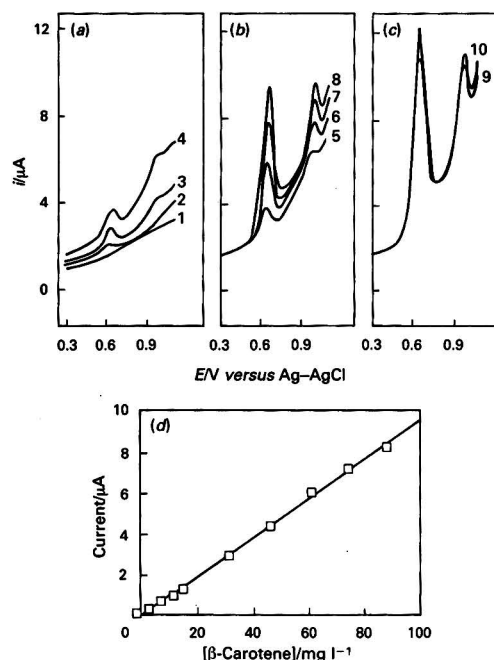 12
(a)
(b)
(c)
10
9
8
7
6
5
4
3
2
1
8
4
0
i/μA
0.3 0.6 0.9
0.3 0.6 0.9
0.3 0.6 0.9
E/V versus Ag–AgCl
10
(d)
8
6
4
2
Current/μA
0 20 40 60 80 100
[β-Carotene]/mg l⁻¹